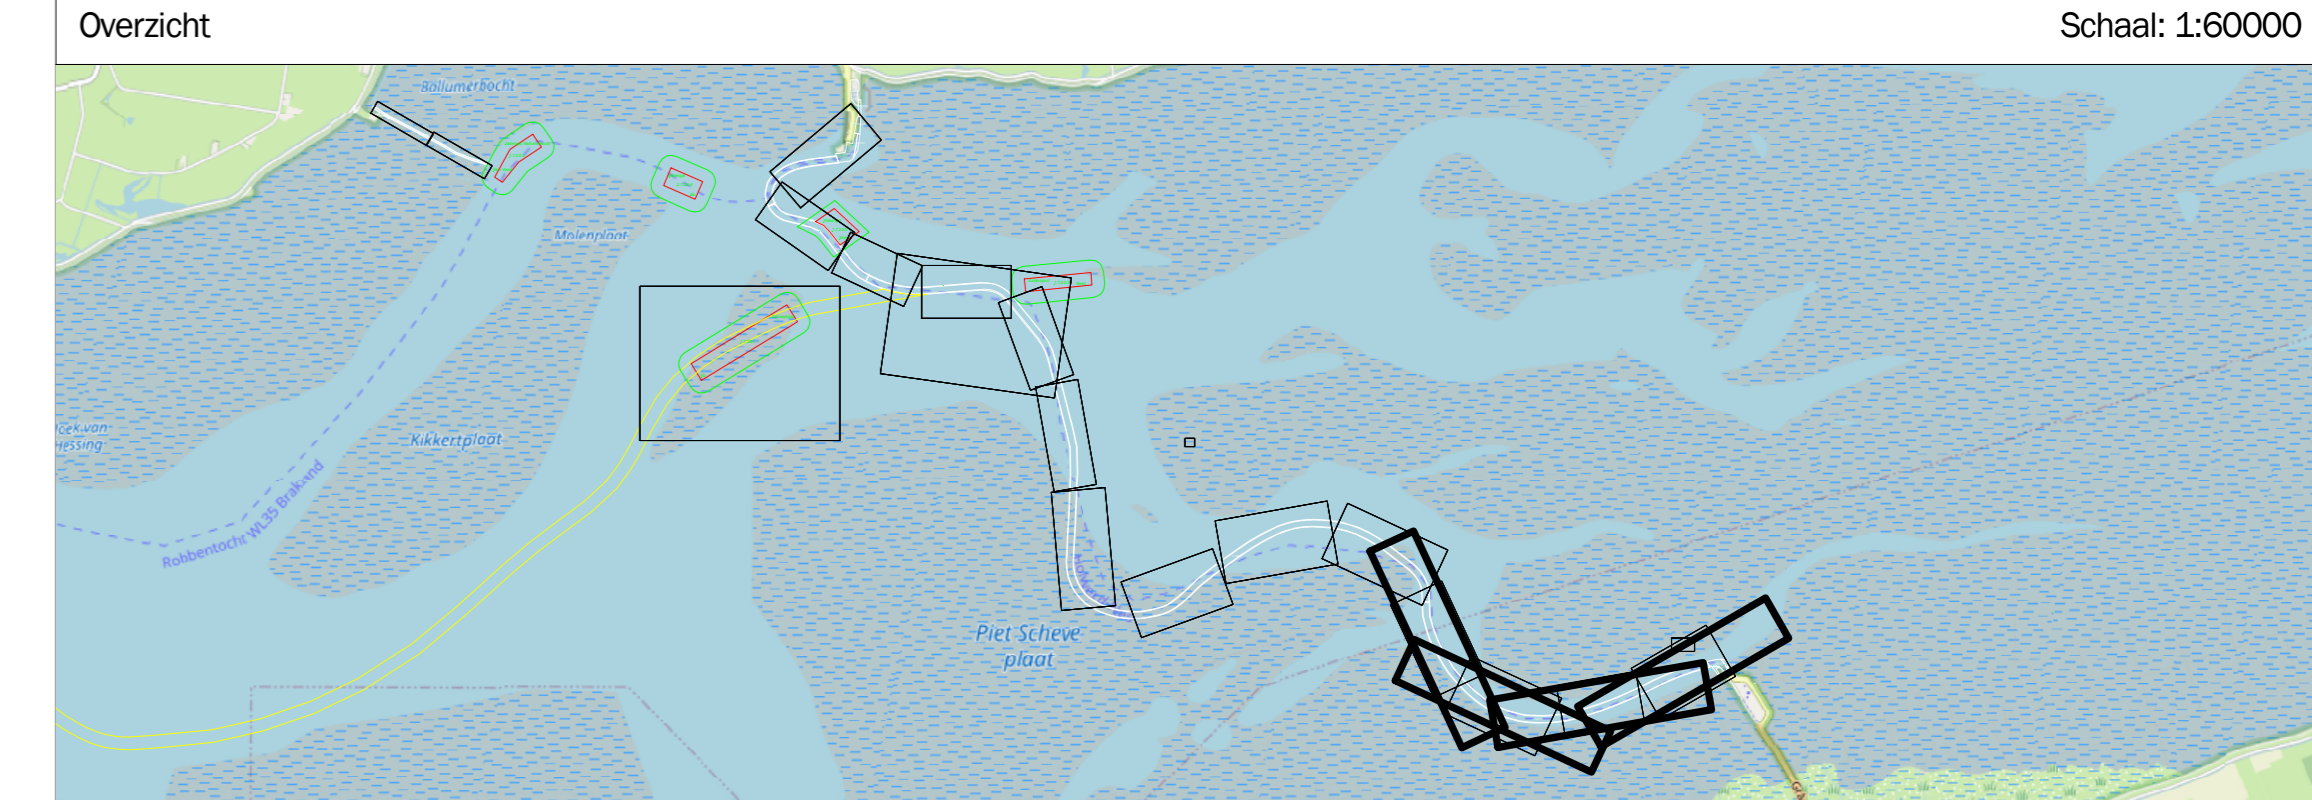 Overzicht
Schaal: 1:60000
Ballumerbocht
Molenplaat
Kikkertplaat
Robbentocht WL35 Brakzand
Piet Scheve
plaat